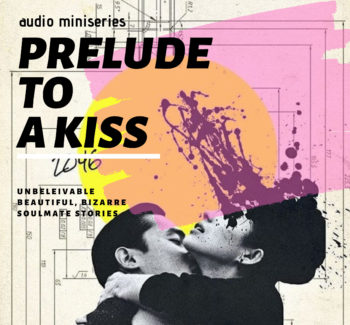 audio miniseries
PRELUDE
TO
A KISS
2046
UNBELEIVABLE
BEAUTIFUL, BIZARRE
SOULMATE STORIES